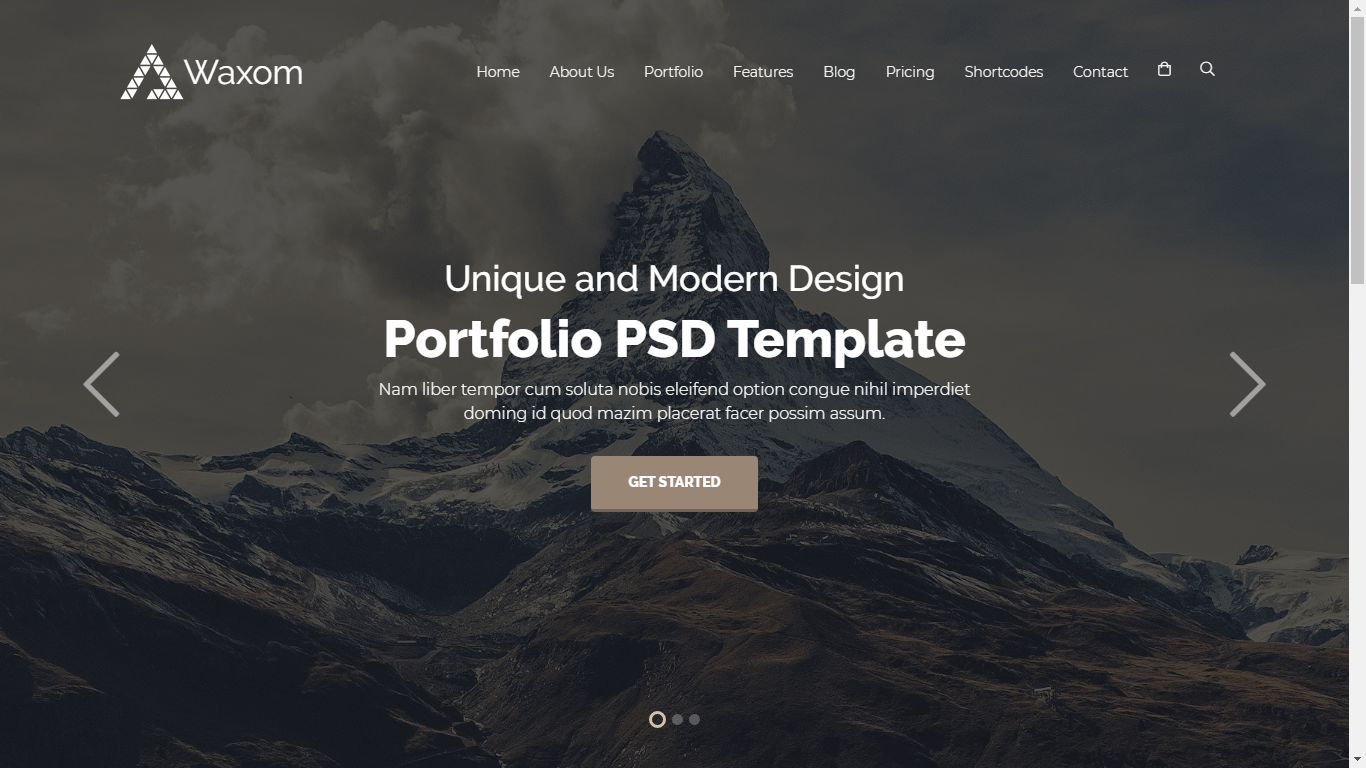 Waxom
Home About Us Portfolio Features Blog Pricing Shortcodes Contact
Unique and Modern Design
Portfolio PSD Template
Nam liber tempor cum soluta nobis eleifend option congue nihil imperdiet
doming id quod mazim placerat facer possim assum.
GET STARTED